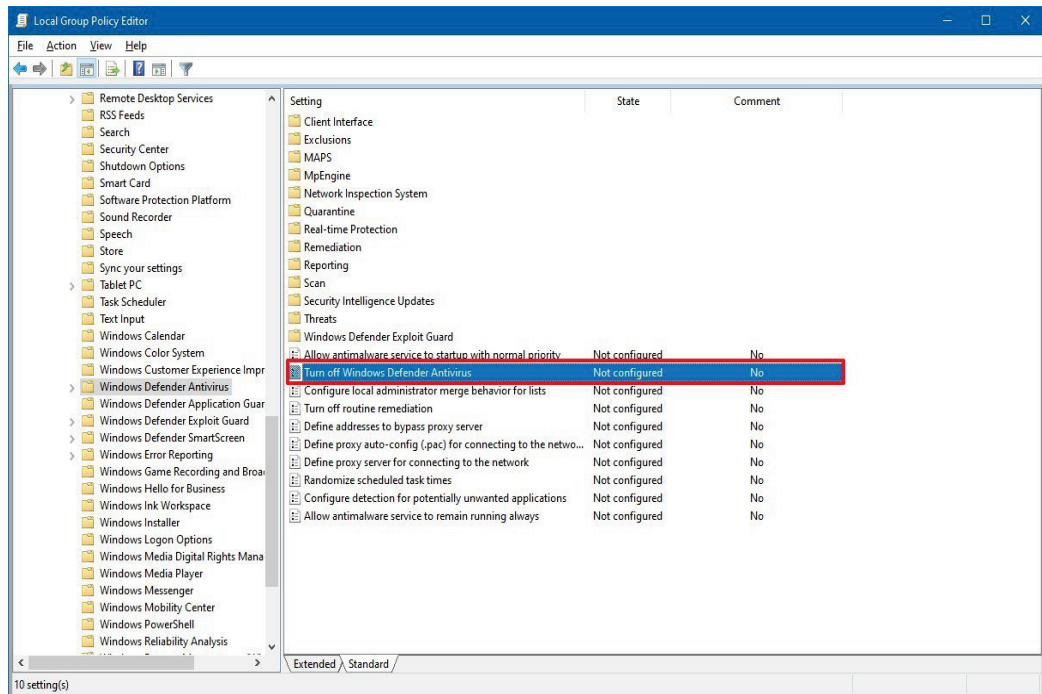 Local Group Policy Editor
File Action View Help
Remote Desktop Services
RSS Feeds
Search
Security Center
Shutdown Options
Smart Card
Software Protection Platform
Sound Recorder
Speech
Store
Sync your settings
Tablet PC
Task Scheduler
Text Input
Windows Calendar
Windows Color System
Windows Customer Experience Impr
Windows Defender Antivirus
Windows Defender Application Guar
Windows Defender Exploit Guard
Windows Defender SmartScreen
Windows Error Reporting
Windows Game Recording and Broa
Windows Hello for Business
Windows Ink Workspace
Windows Installer
Windows Logon Options
Windows Media Digital Rights Mana
Windows Media Player
Windows Messenger
Windows Mobility Center
Windows PowerShell
Windows Reliability Analysis
Setting State Comment
Client Interface
Exclusions
MAPS
MpEngine
Network Inspection System
Quarantine
Real-time Protection
Remediation
Reporting
Scan
Security Intelligence Updates
Threats
Windows Defender Exploit Guard
Allow antimalware service to startup with normal priority Not configured No
Turn off Windows Defender Antivirus Not configured No
Configure local administrator merge behavior for lists Not configured No
Turn off routine remediation Not configured No
Define addresses to bypass proxy server Not configured No
Define proxy auto-config (.pac) for connecting to the netwo... Not configured No
Define proxy server for connecting to the network Not configured No
Randomize scheduled task times Not configured No
Configure detection for potentially unwanted applications Not configured No
Allow antimalware service to remain running always Not configured No
Extended Standard
10 setting(s)